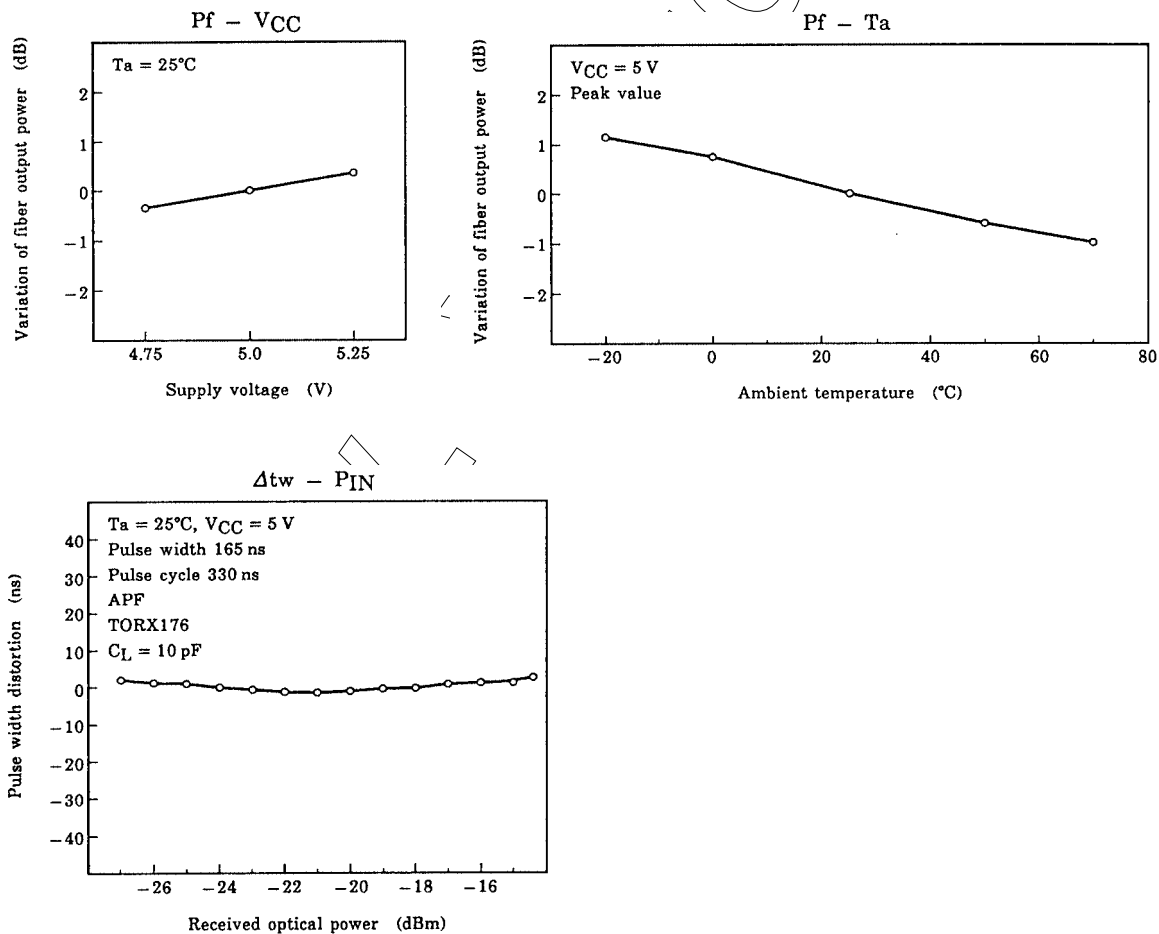 Pf − VCC
Variation of fiber output power (dB)
Ta = 25°C
2
1
0
−1
−2
4.75 5.0 5.25
Supply voltage (V)
Pf − Ta
Variation of fiber output power (dB)
VCC = 5 V
Peak value
2
1
0
−1
−2
−20 0 20 40 60 80
Ambient temperature (°C)
Δtw − PIN
Pulse width distortion (ns)
Ta = 25°C, VCC = 5 V
Pulse width 165 ns
Pulse cycle 330 ns
APF
TORX176
CL = 10 pF
40
30
20
10
0
−10
−20
−30
−40
−26 −24 −22 −20 −18 −16
Received optical power (dBm)